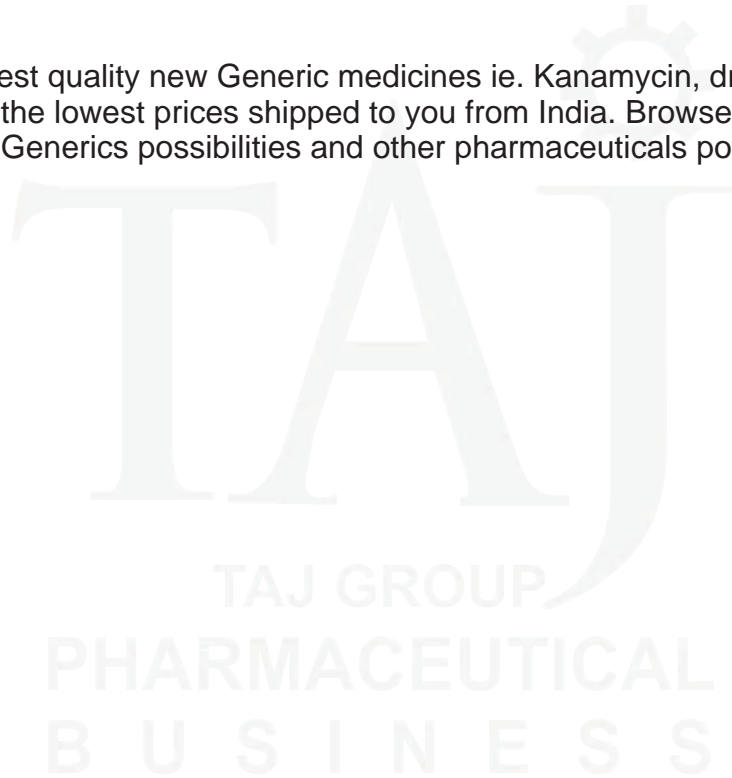 est quality new Generic medicines ie. Kanamycin, dr
the lowest prices shipped to you from India. Browse
Generics possibilities and other pharmaceuticals po
TAJ
TAJ GROUP
PHARMACEUTICAL
BUSINESS